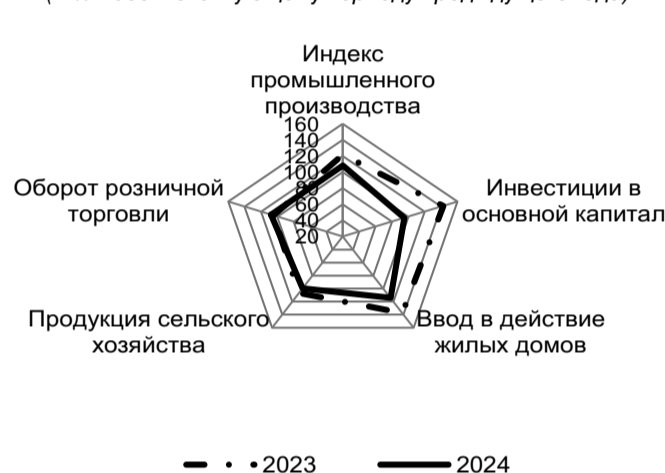 Индекс
промышленного
производства
160
140
120
100
80
60
40
20
Оборот розничной
торговли
Инвестиции в
основной капитал
Продукция сельского
хозяйства
Ввод в действие
жилых домов
2023
2024